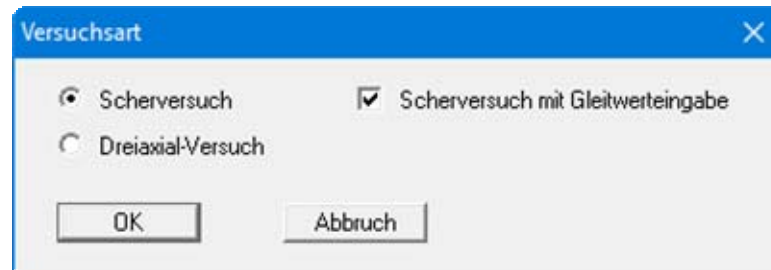 Versuchsart
Scherversuch Scherversuch mit Gleitwerteingabe
Dreiaxial-Versuch
OK Abbruch